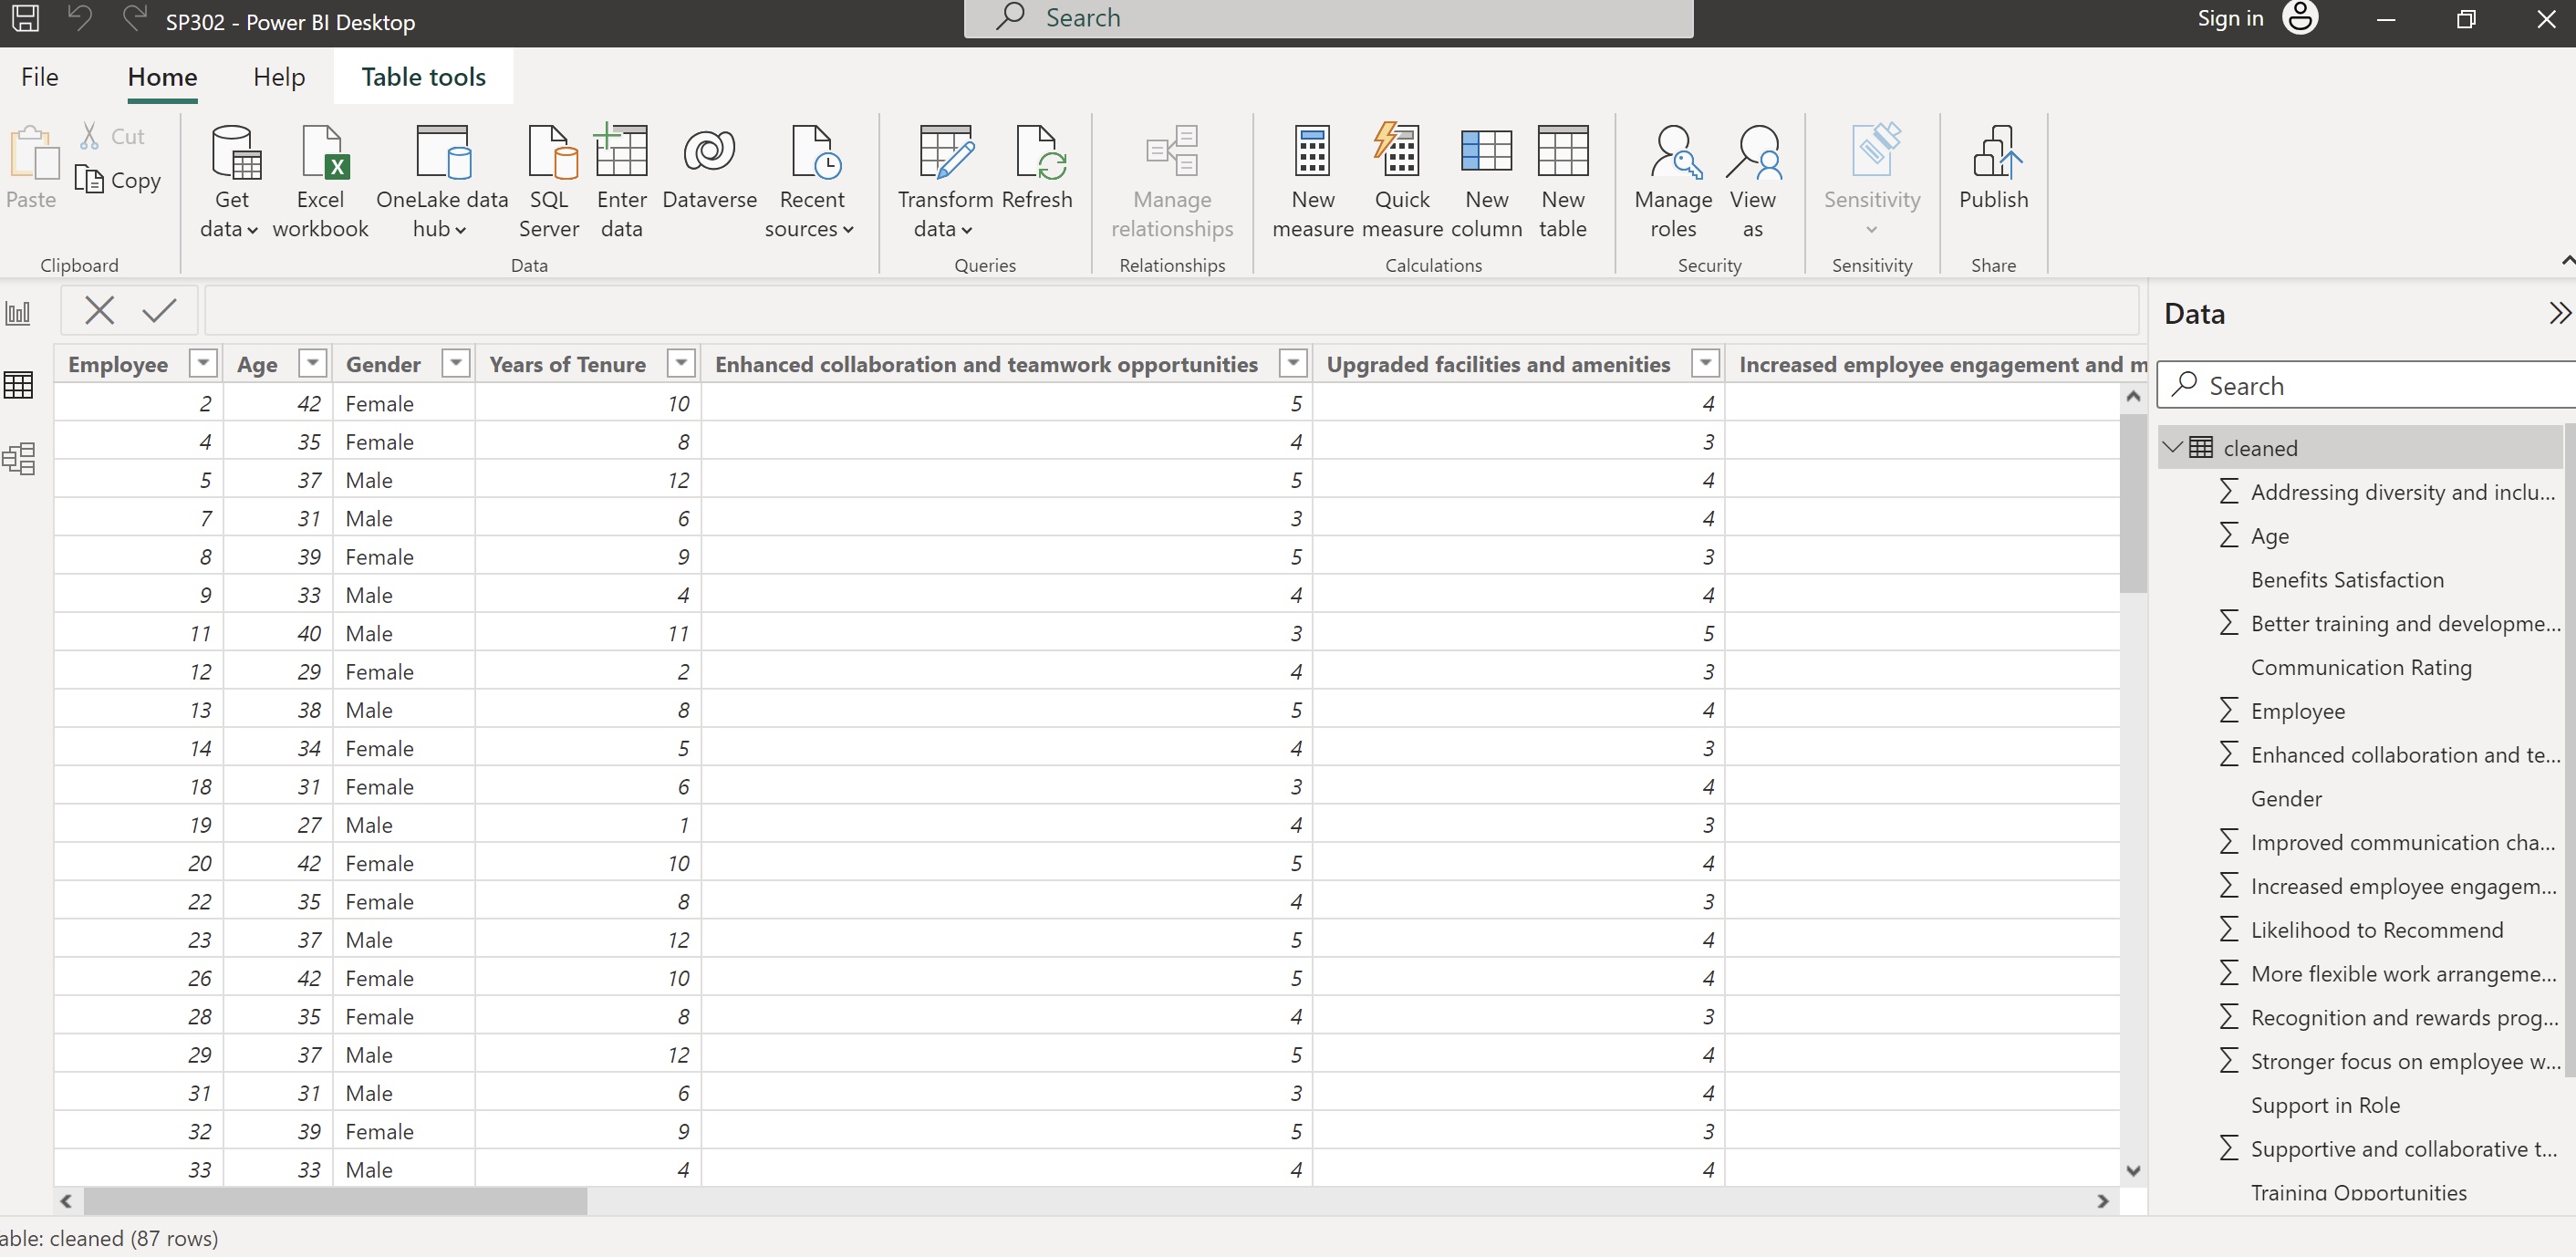 SP302 - Power BI Desktop
Search
Sign in
File Home Help Table tools
Paste
Cut
Copy
Get data
Excel workbook
OneLake data hub
SQL Server
Enter data
Dataverse
Recent sources
Transform data
Refresh
Manage relationships
New measure
Quick measure
New column
New table
Manage roles
View as
Sensitivity
Publish
Clipboard Data Queries Relationships Calculations Security Sensitivity Share
Employee Age Gender Years of Tenure Enhanced collaboration and teamwork opportunities Upgraded facilities and amenities Increased employee engagement and m
2 42 Female 10 5 4
4 35 Female 8 4 3
5 37 Male 12 5 4
7 31 Male 6 3 4
8 39 Female 9 5 3
9 33 Male 4 4 4
11 40 Male 11 3 5
12 29 Female 2 4 3
13 38 Male 8 5 4
14 34 Female 5 4 3
18 31 Female 6 3 4
19 27 Male 1 4 3
20 42 Female 10 5 4
22 35 Female 8 4 3
23 37 Male 12 5 4
26 42 Female 10 5 4
28 35 Female 8 4 3
29 37 Male 12 5 4
31 31 Male 6 3 4
32 39 Female 9 5 3
33 33 Male 4 4 4
able: cleaned (87 rows)
Data
Search
cleaned
Addressing diversity and inclu...
Age
Benefits Satisfaction
Better training and developme...
Communication Rating
Employee
Enhanced collaboration and te...
Gender
Improved communication cha...
Increased employee engagem...
Likelihood to Recommend
More flexible work arrangeme...
Recognition and rewards prog...
Stronger focus on employee w...
Support in Role
Supportive and collaborative t...
Training Opportunities